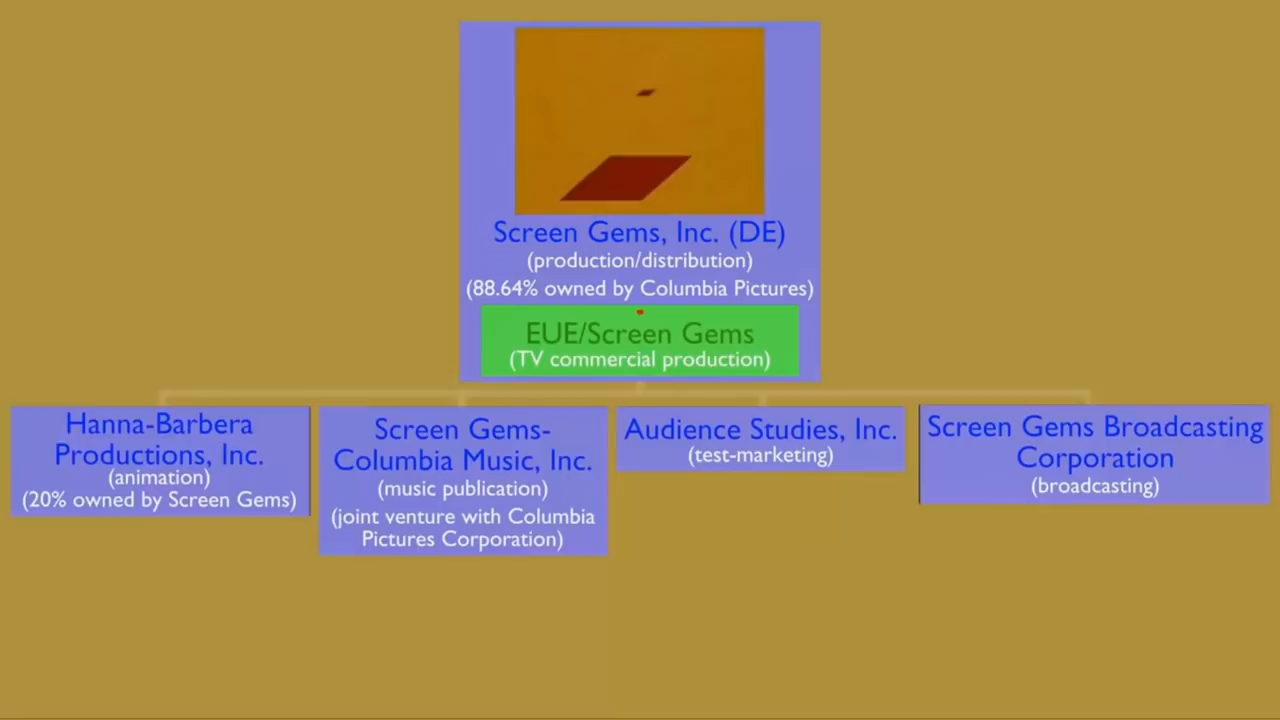 Screen Gems, Inc. (DE)
(production/distribution)
(88.64% owned by Columbia Pictures)
EUE/Screen Gems
(TV commercial production)
Hanna-Barbera
Productions, Inc.
(animation)
(20% owned by Screen Gems)
Screen Gems-
Columbia Music, Inc.
(music publication)
(joint venture with Columbia
Pictures Corporation)
Audience Studies, Inc.
(test-marketing)
Screen Gems Broadcasting
Corporation
(broadcasting)